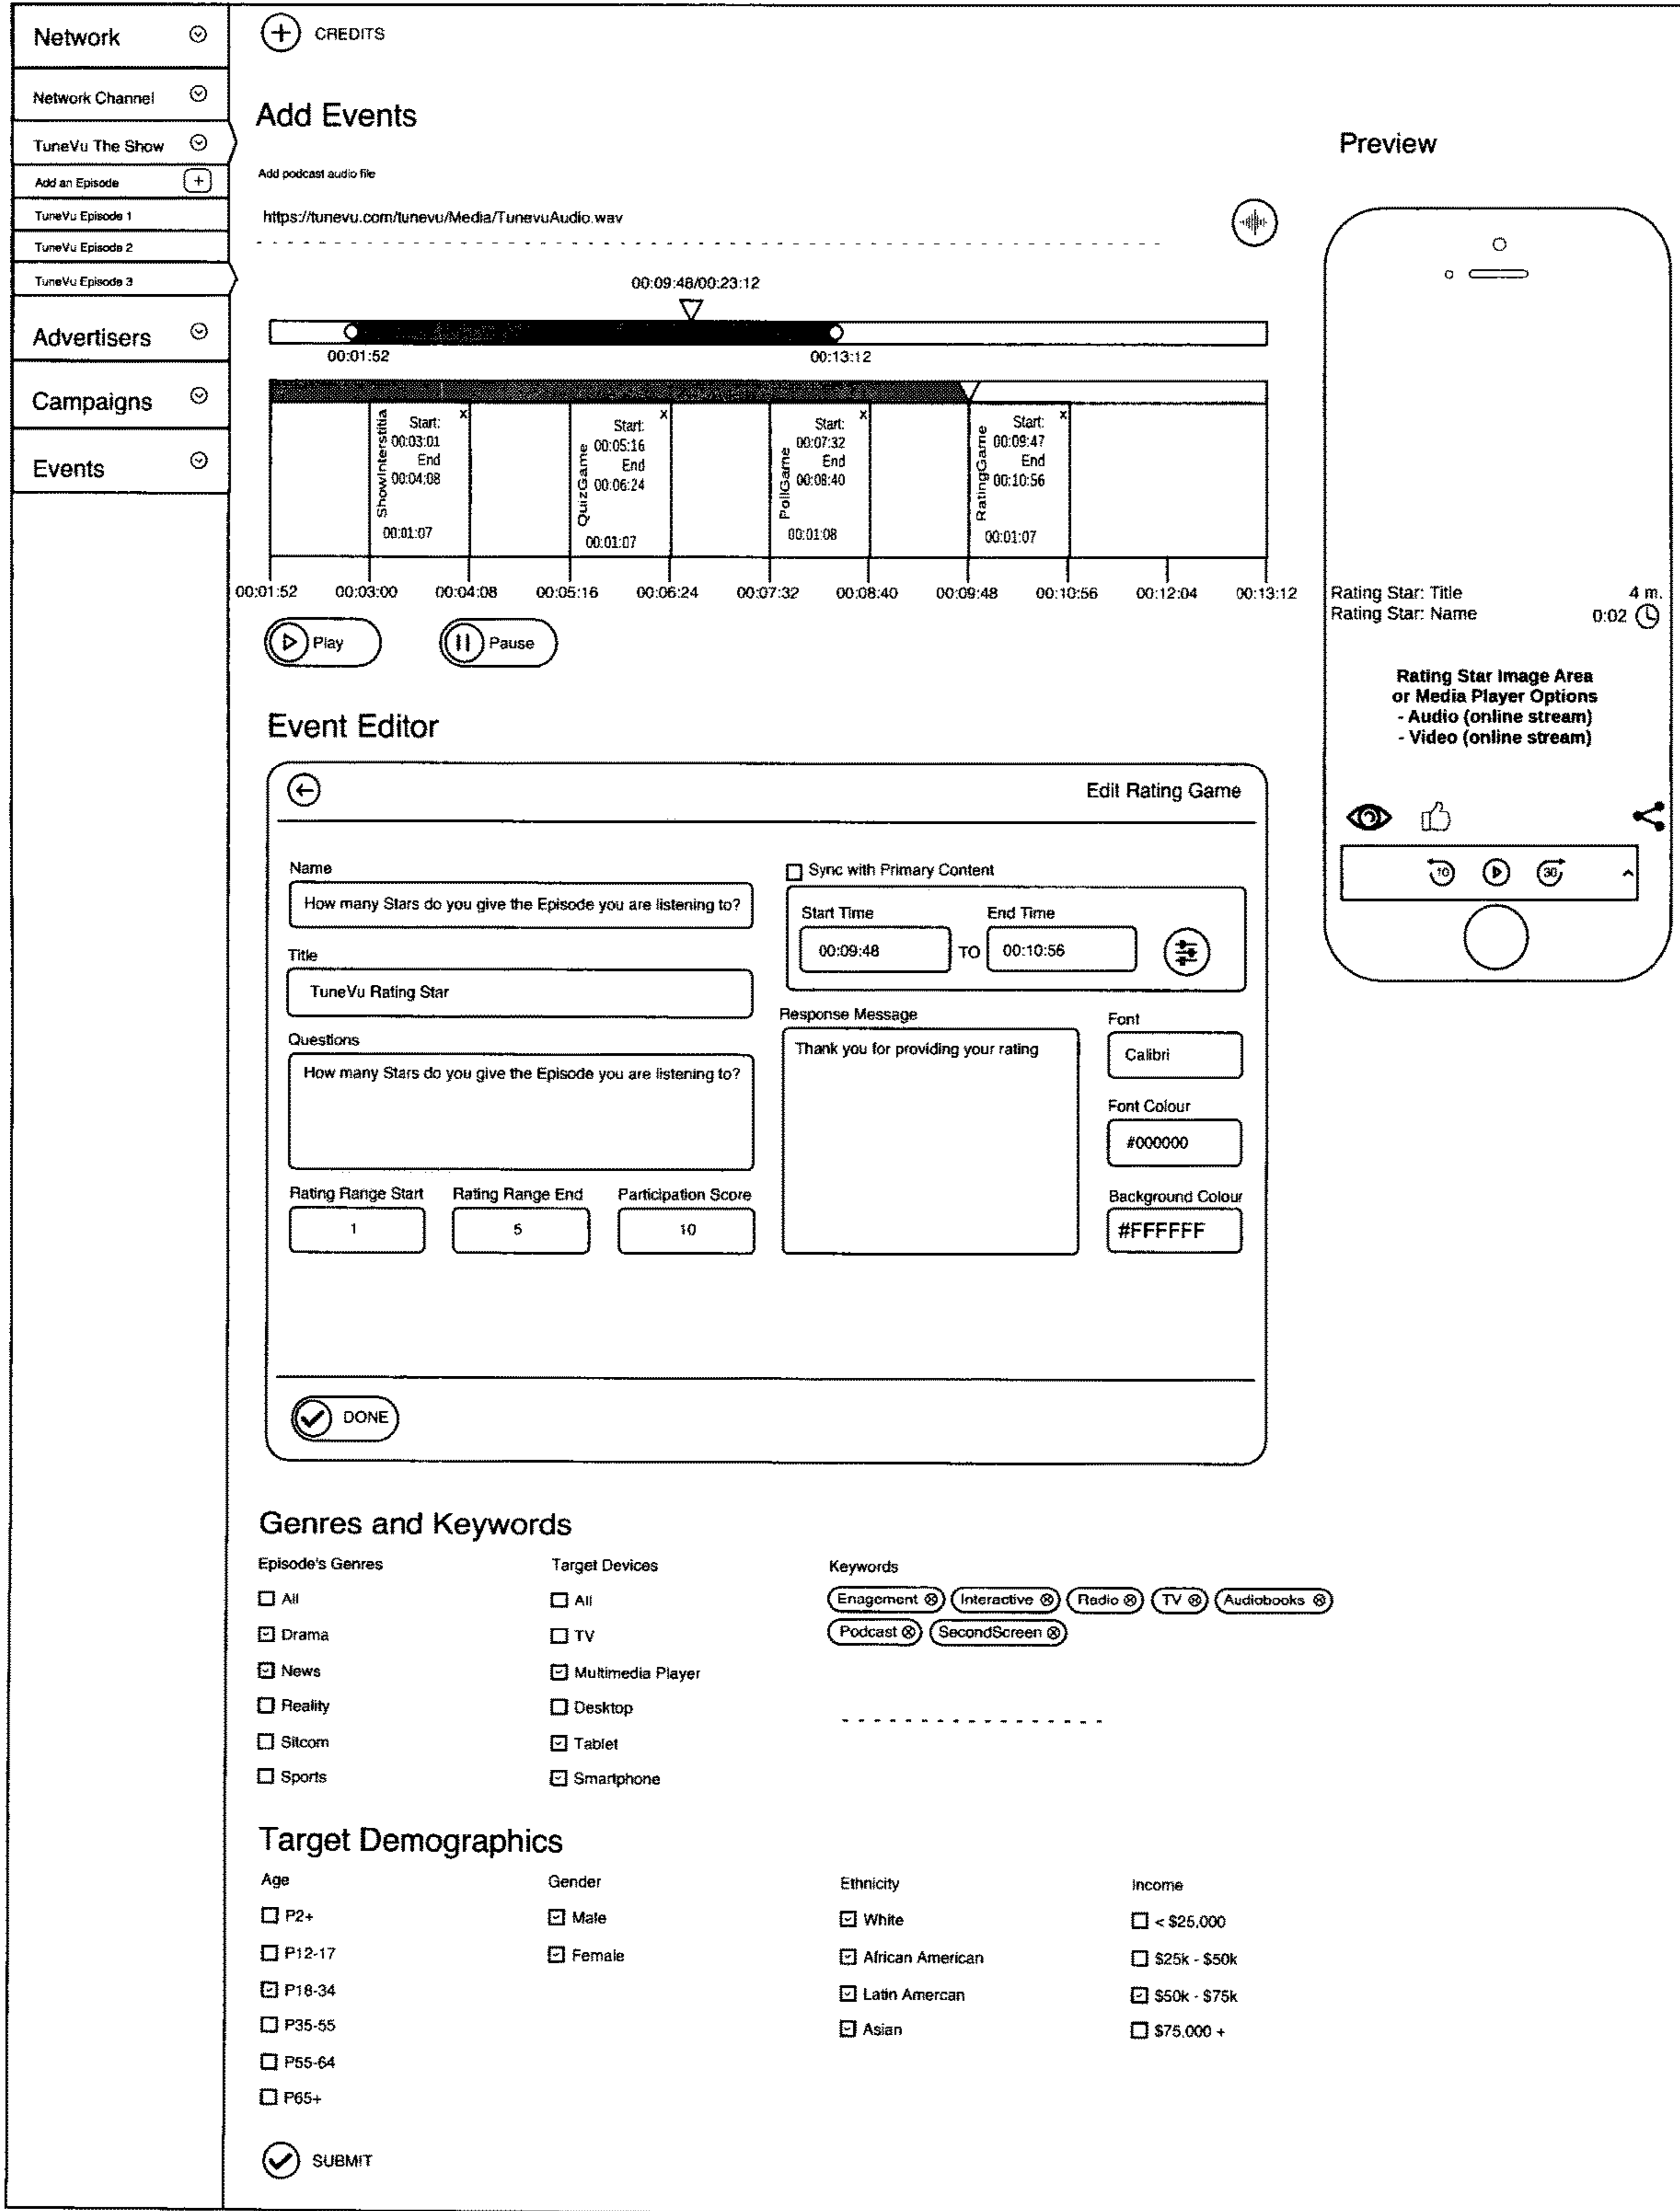 Network
Network Channel
TuneVu The Show
Add an Episode
TuneVu Episode 1
TuneVu Episode 2
TuneVu Episode 3
Advertisers
Campaigns
Events
CREDITS
Add Events
Add podcast audio file
https://tunevu.com/tunevu/Media/TunevuAudio.wav
00:09:48/00:23:12
00:01:52
00:13:12
ShowInterstitia
x
Start:
00:03:01
End
00:04:08
00:01:07
QuizGame
x
Start:
00:05:16
End
00:06:24
00:01:07
PollGame
x
Start:
00:07:32
End
00:08:40
00:01:08
RatingGame
x
Start:
00:09:47
End
00:10:56
00:01:07
00:01:52 00:03:00 00:04:08 00:05:16 00:06:24 00:07:32 00:08:40 00:09:48 00:10:56 00:12:04 00:13:12
Play
Pause
Preview
Rating Star: Title 4 m.
Rating Star: Name 0:02
Rating Star Image Area
or Media Player Options
- Audio (online stream)
- Video (online stream)
10
30
Event Editor
Edit Rating Game
Name
How many Stars do you give the Episode you are listening to?
Title
TuneVu Rating Star
Questions
How many Stars do you give the Episode you are listening to?
Rating Range Start Rating Range End Participation Score
1 5 10
Sync with Primary Content
Start Time End Time
00:09:48 TO 00:10:56
Response Message
Thank you for providing your rating
Font
Calibri
Font Colour
#000000
Background Colour
#FFFFFF
DONE
Genres and Keywords
Episode's Genres
All
Drama
News
Reality
Sitcom
Sports
Target Devices
All
TV
Multimedia Player
Desktop
Tablet
Smartphone
Keywords
Enagement Interactive Radio TV Audiobooks
Podcast SecondScreen
Target Demographics
Age
P2+
P12-17
P18-34
P35-55
P55-64
P65+
Gender
Male
Female
Ethnicity
White
African American
Latin Amercan
Asian
Income
< $25,000
$25k - $50k
$50k - $75k
$75,000 +
SUBMIT